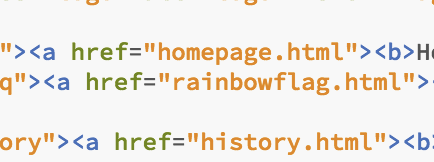 "><a href="homepage.html"><b>H
q"><a href="rainbowflag.html">
ory"><a href="history.html"><b>